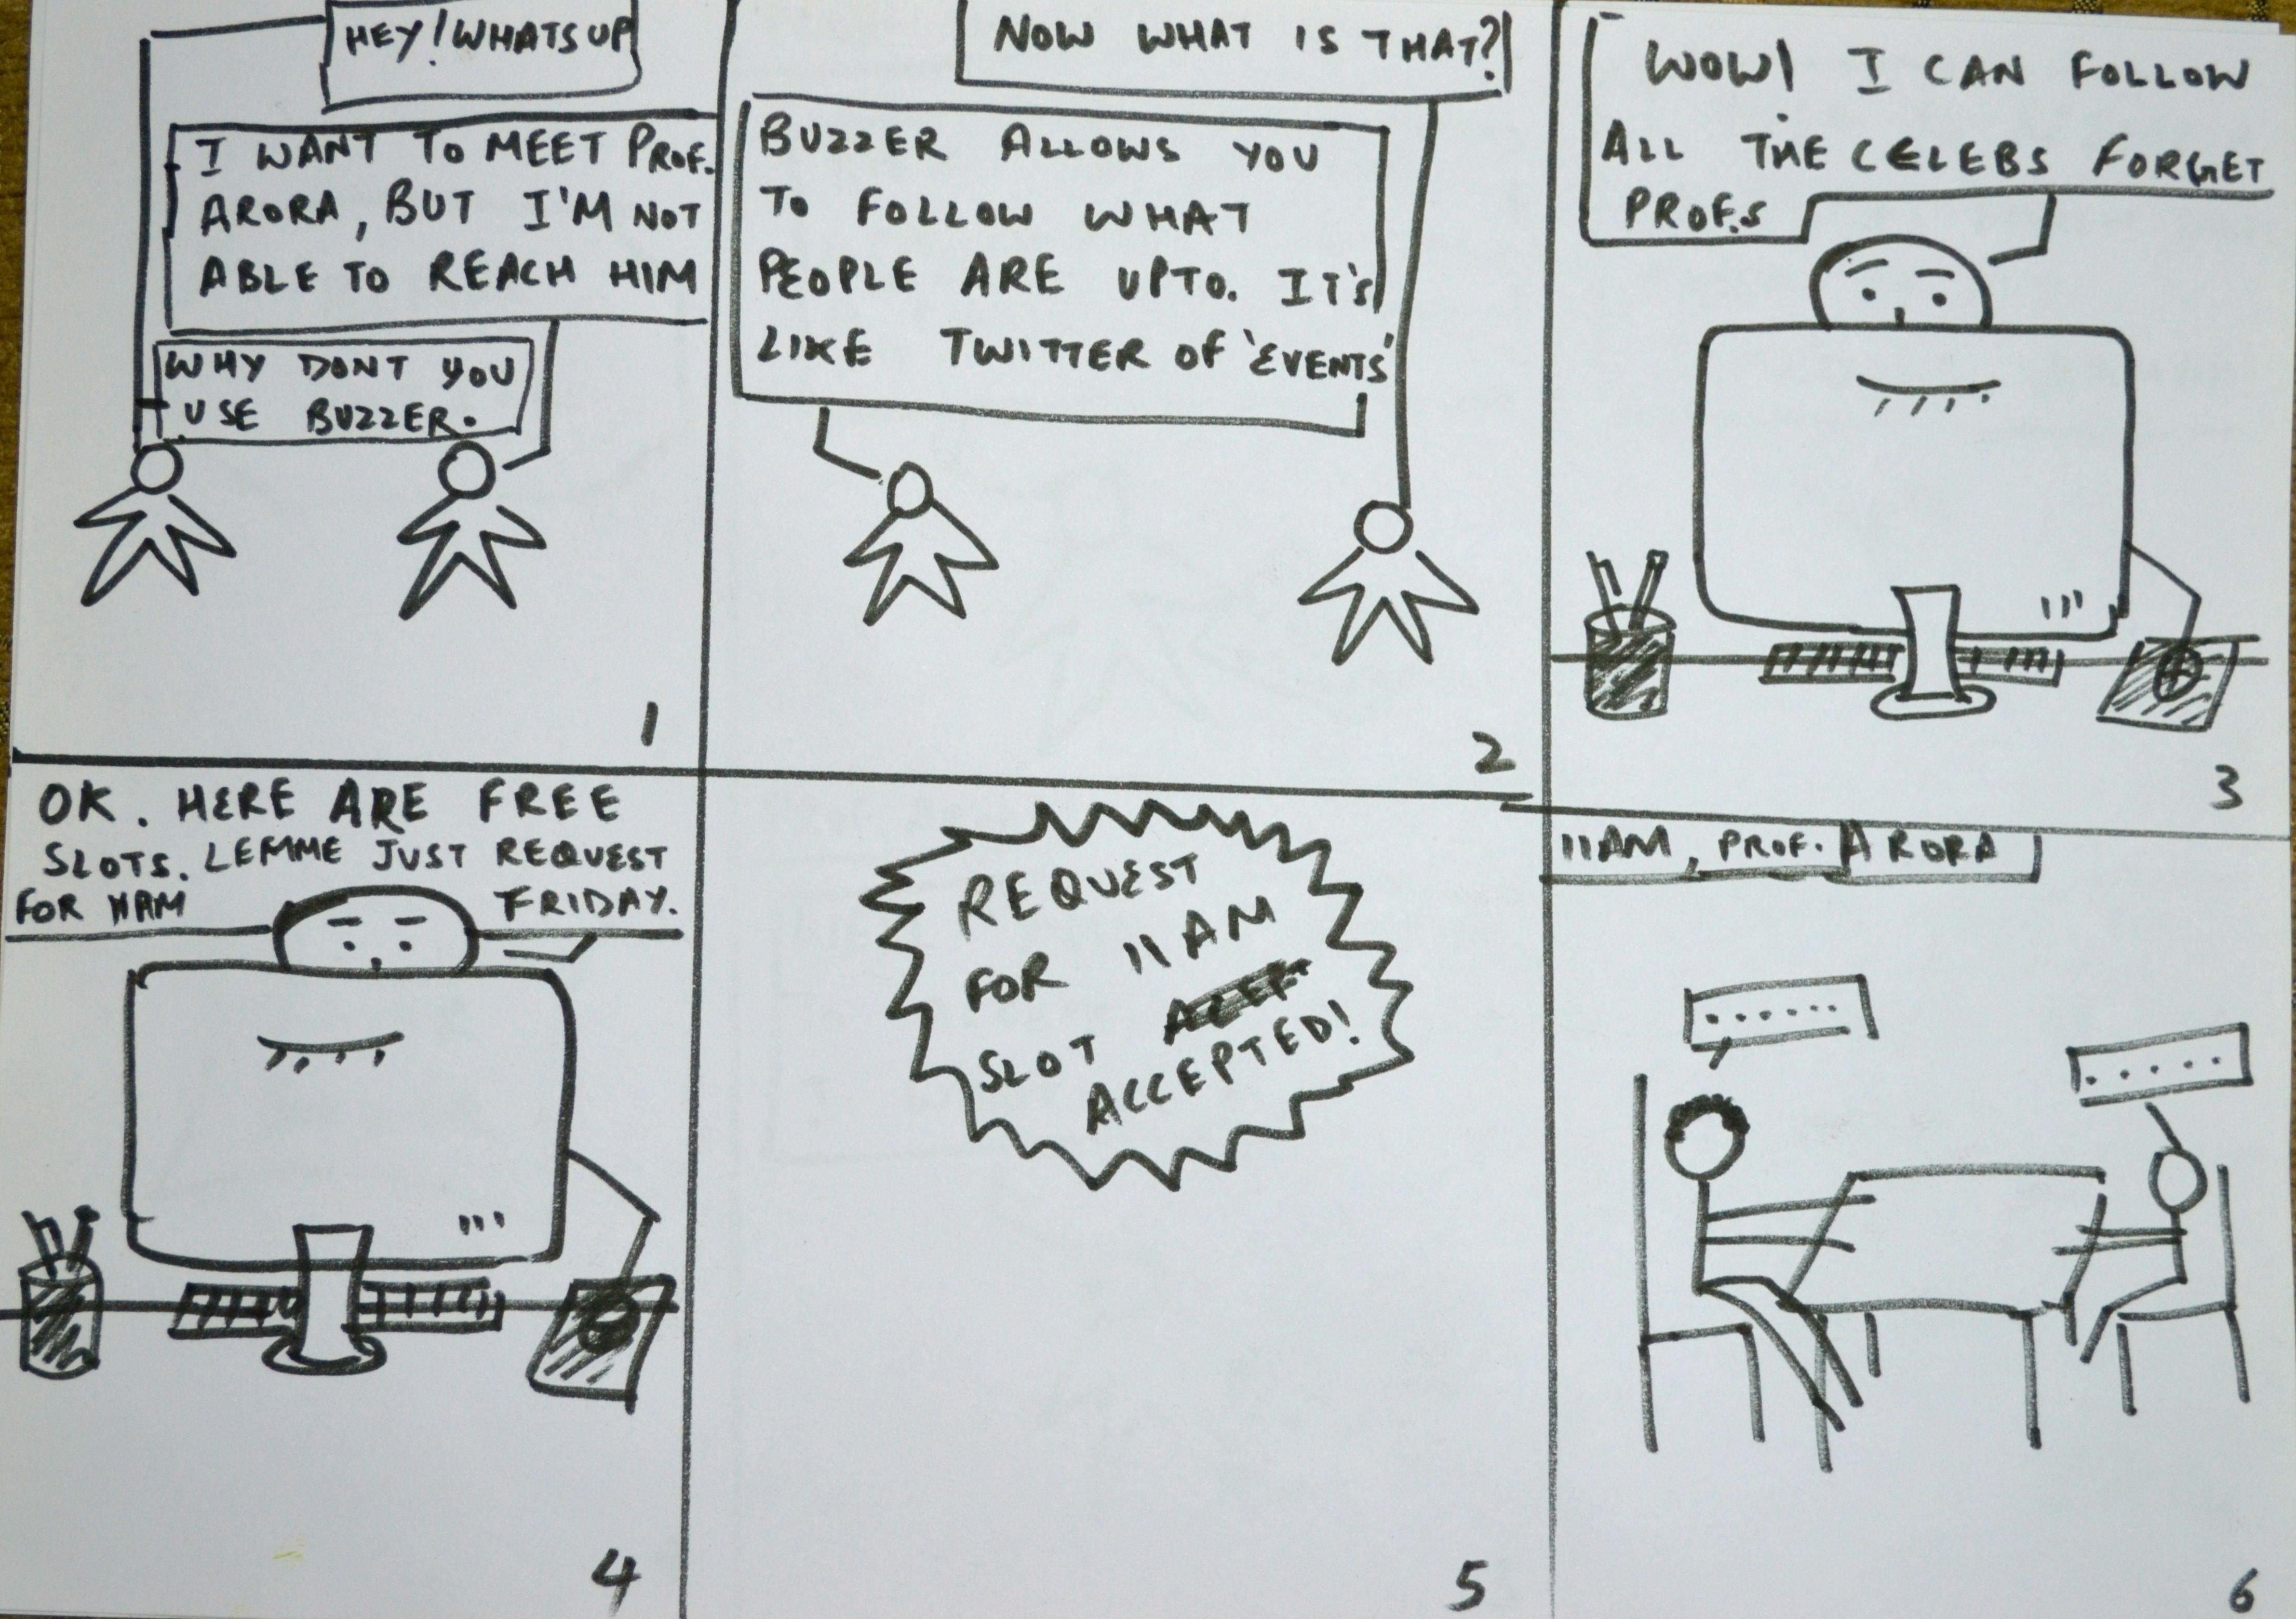 HEY! WHATSUP
I WANT TO MEET PROF.
ARORA, BUT I'M NOT
ABLE TO REACH HIM
WHY DONT YOU
USE BUZZER.
1
NOW WHAT IS THAT?
BUZZER ALLOWS YOU
TO FOLLOW WHAT
PEOPLE ARE UPTO. IT'S
LIKE TWITTER OF 'EVENTS'
2
WOW! I CAN FOLLOW
ALL THE CELEBS FORGET
PROF.S
3
OK. HERE ARE FREE
SLOTS. LEMME JUST REQUEST
FOR 11AM FRIDAY.
4
REQUEST
FOR 11AM
SLOT
ACCEPTED!
5
11AM, PROF. ARORA
6